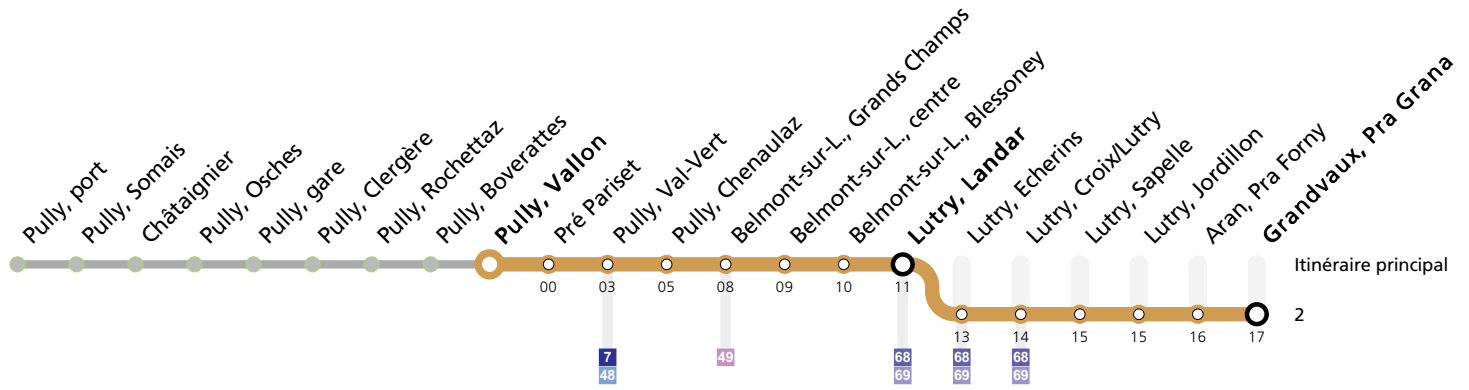 Pully, port
Pully, Somais
Châtaignier
Pully, Osches
Pully, gare
Pully, Clergère
Pully, Rochettaz
Pully, Boverattes
Pully, Vallon
Pré Pariset
Pully, Val-Vert
Pully, Chenaulaz
Belmont-sur-L., Grands Champs
Belmont-sur-L., centre
Belmont-sur-L., Blessoney
Lutry, Landar
Lutry, Echerins
Lutry, Croix/Lutry
Lutry, Sapelle
Lutry, Jordillon
Aran, Pra Forny
Grandvaux, Pra Grana
Itinéraire principal
00 03 05 08 09 10 11
2
13 14 15 15 16 17
7 49 68 68 68
48 69 69 69